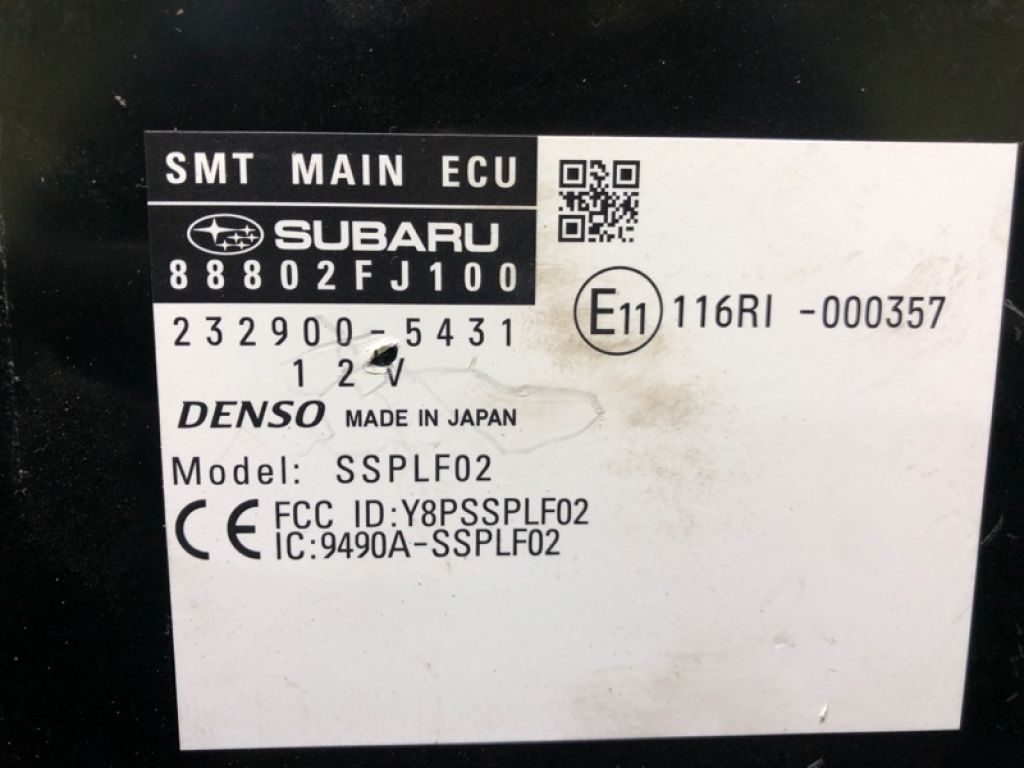 SMT MAIN ECU
SUBARU
88802FJ100
232900-5431
12V
DENSO MADE IN JAPAN
Model: SSPLF02
CE FCC ID:Y8PSSPLF02
IC:9490A-SSPLF02
E11 116RI -000357